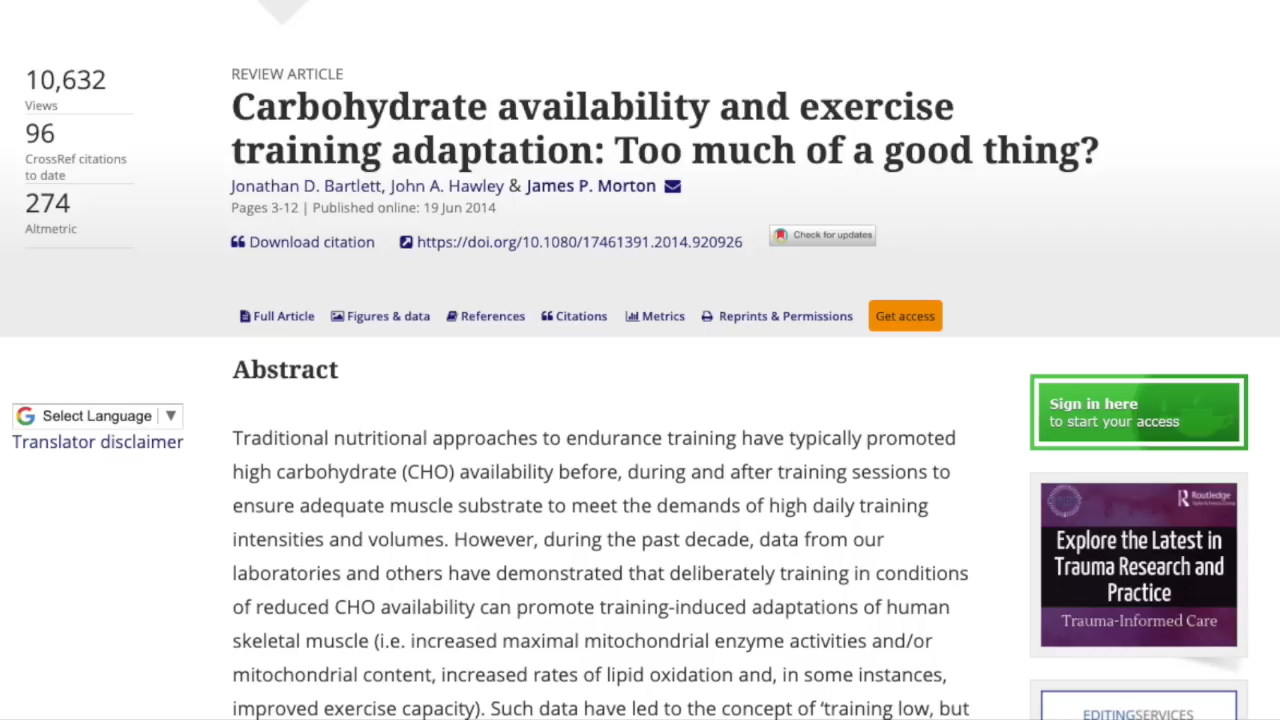 10,632
Views
96
CrossRef citations
to date
274
Altmetric
REVIEW ARTICLE
Carbohydrate availability and exercise
training adaptation: Too much of a good thing?
Jonathan D. Bartlett, John A. Hawley & James P. Morton
Pages 3-12 | Published online: 19 Jun 2014
Download citation https://doi.org/10.1080/17461391.2014.920926 Check for updates
Full Article Figures & data References Citations Metrics Reprints & Permissions Get access
Select Language ▼
Translator disclaimer
Abstract
Traditional nutritional approaches to endurance training have typically promoted
high carbohydrate (CHO) availability before, during and after training sessions to
ensure adequate muscle substrate to meet the demands of high daily training
intensities and volumes. However, during the past decade, data from our
laboratories and others have demonstrated that deliberately training in conditions
of reduced CHO availability can promote training-induced adaptations of human
skeletal muscle (i.e. increased maximal mitochondrial enzyme activities and/or
mitochondrial content, increased rates of lipid oxidation and, in some instances,
improved exercise capacity). Such data have led to the concept of ‘training low, but
Sign in here
to start your access
Routledge
Taylor & Francis Group
Explore the Latest in
Trauma Research and
Practice
Trauma-Informed Care
EDITINGSERVICES